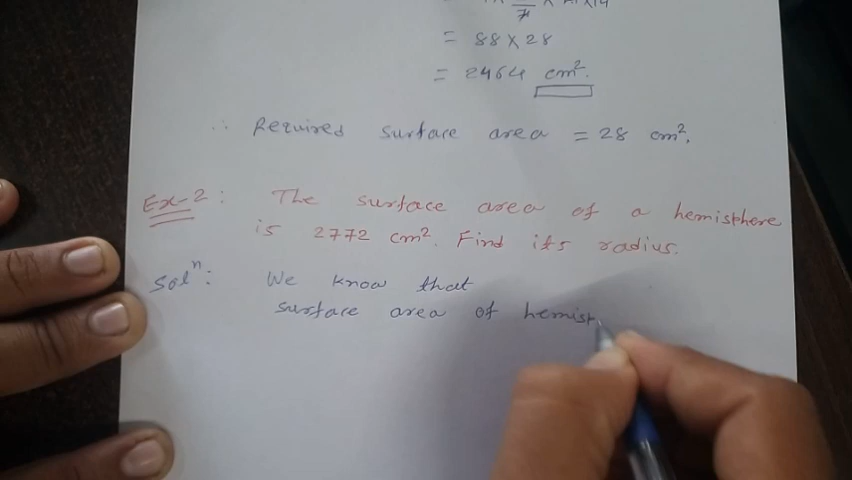 = 88 × 28
= 2464 cm².
∴ Required surface area = 28 cm².
Ex-2 : The surface area of a hemisphere
is 2772 cm². Find its radius.
Solⁿ: We know that
surface area of hemisp